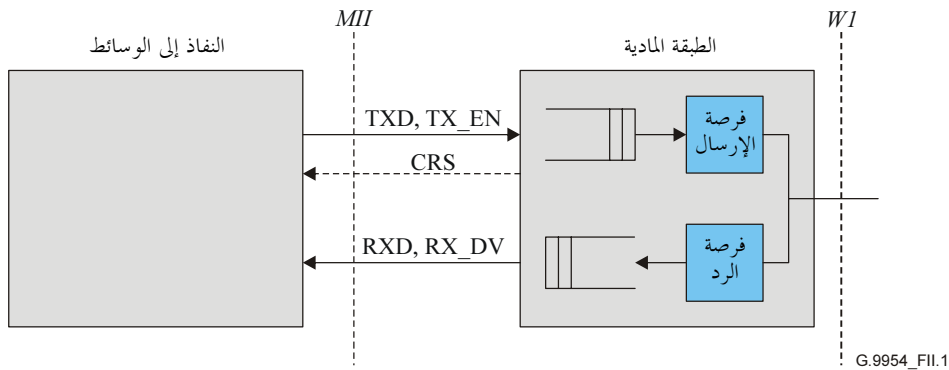 MII
W1
النفاذ إلى الوسائط
الطبقة المادية
TXD, TX_EN
فرصة
الإرسال
CRS
RXD, RX_DV
فرصة
الرد
G.9954_FII.1